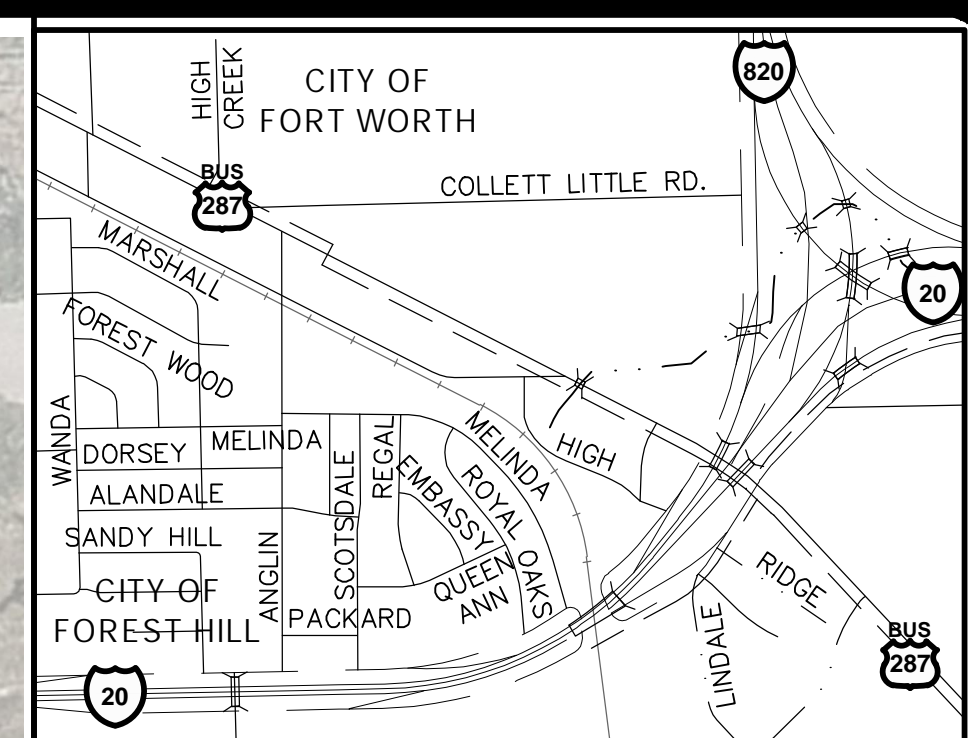 HIGH
CREEK
CITY OF
FORT WORTH
820
BUS
287
COLLETT LITTLE RD.
20
MARSHALL
FOREST WOOD
WANDA
DORSEY
MELINDA
ALANDALE
SANDY HILL
ANGLIN
SCOTSDALE
REGAL
EMBASSY
MELINDA
ROYAL OAKS
HIGH
QUEEN
ANN
RIDGE
CITY OF
FOREST HILL
PACKARD
LINDALE
BUS
287
20